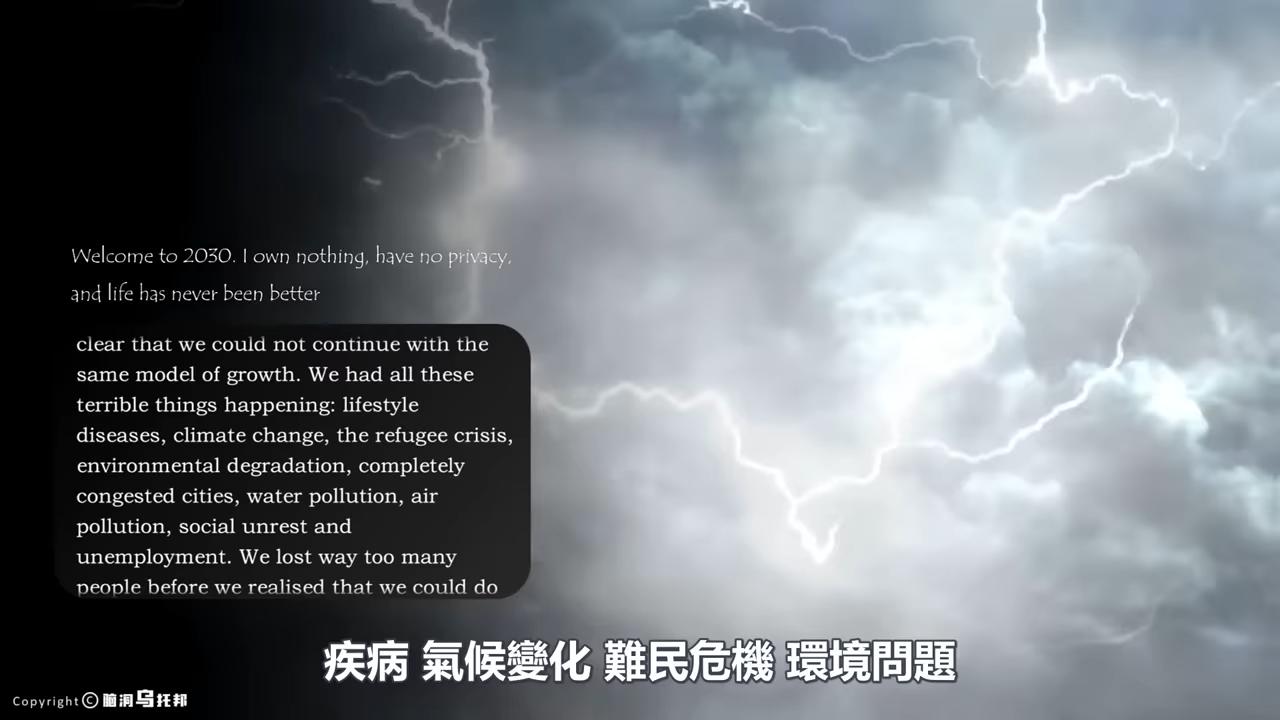 Welcome to 2030. I own nothing, have no privacy,
and life has never been better
clear that we could not continue with the
same model of growth. We had all these
terrible things happening: lifestyle
diseases, climate change, the refugee crisis,
environmental degradation, completely
congested cities, water pollution, air
pollution, social unrest and
unemployment. We lost way too many
people before we realised that we could do
疾病 氣候變化 難民危機 環境問題
Copyright © 脑洞乌托邦